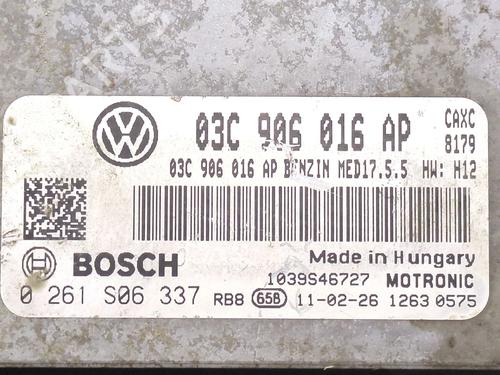 03C 906 016 AP
CAXC
8179
03C 906 016 AP BENZIN MED17.5.5 HW: H12
Made in Hungary
BOSCH
1039S46727 MOTRONIC
0 261 S06 337
RB8 65B 11-02-26 1263 0575